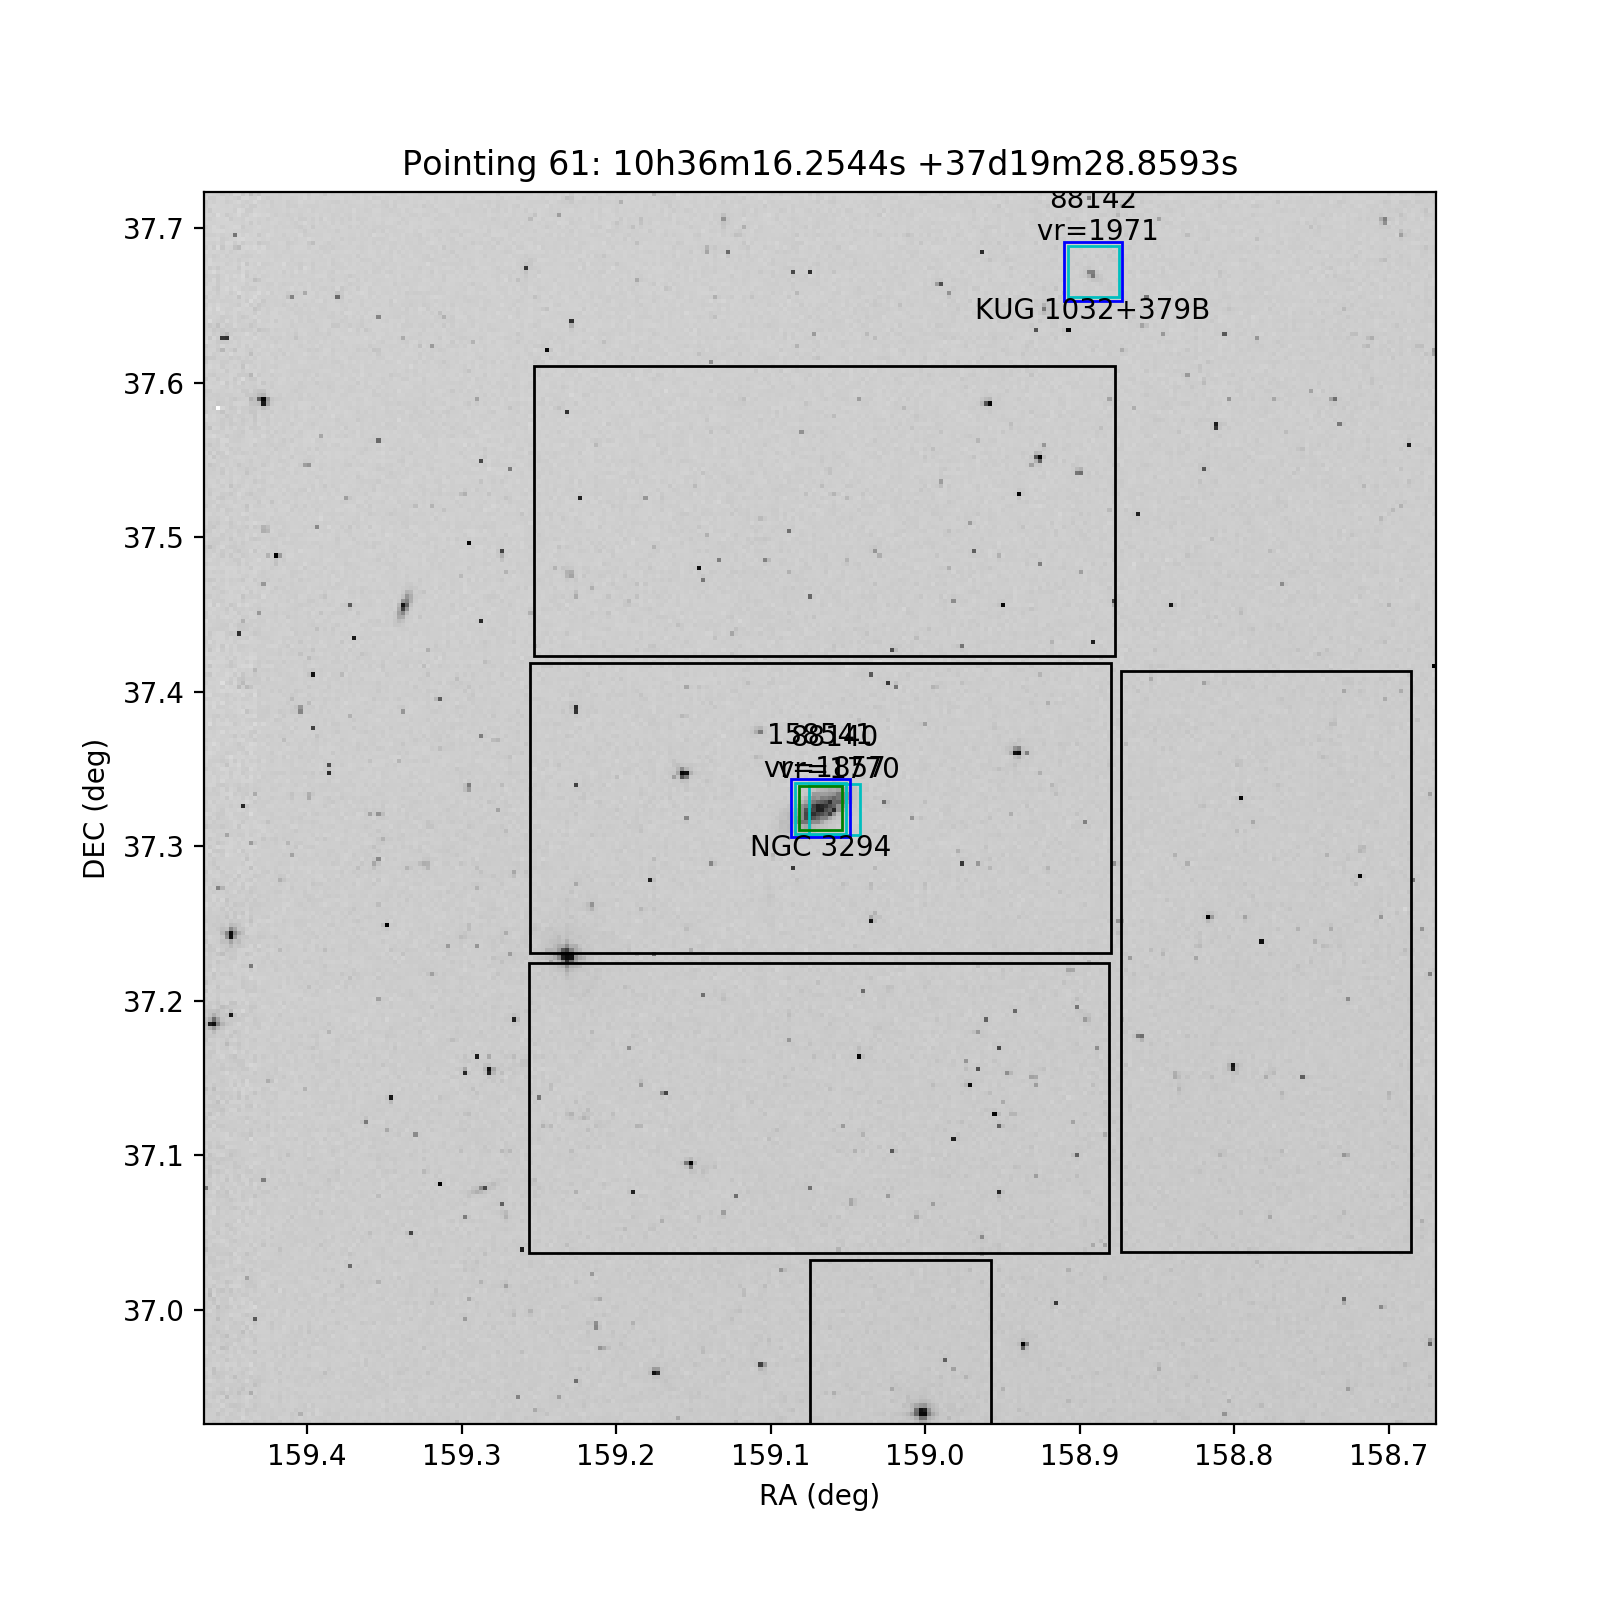 Pointing 61: 10h36m16.2544s +37d19m28.8593s
88142
vr=1971
KUG 1032+379B
88140
NGC 3294
37.7
37.6
37.5
37.4
37.3
37.2
37.1
37.0
DEC (deg)
159.4 159.3 159.2 159.1 159.0 158.9 158.8 158.7
RA (deg)